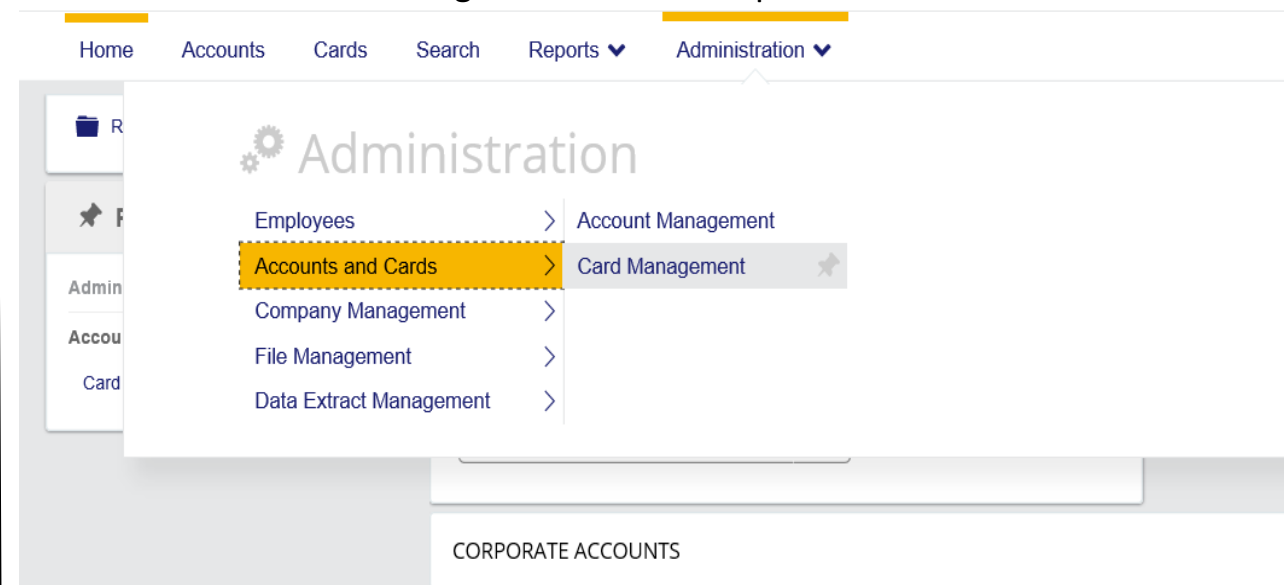 Home Accounts Cards Search Reports Administration
R
Administration
Employees Account Management
Accounts and Cards Card Management
Admin
Company Management
Accou
File Management
Card
Data Extract Management
CORPORATE ACCOUNTS